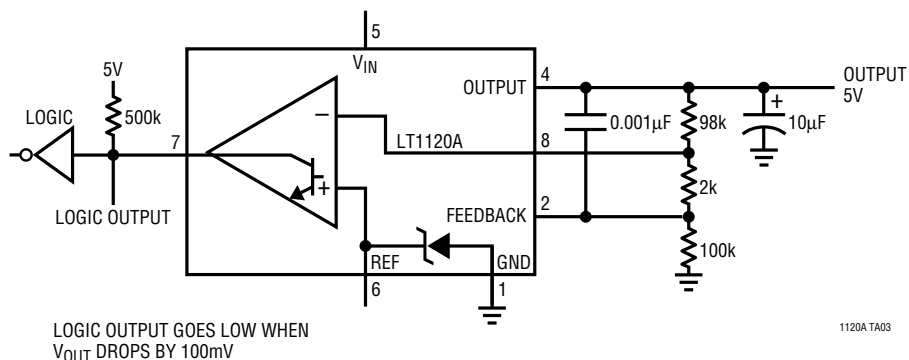 5
V_IN
5V
500k
LOGIC
7
LOGIC OUTPUT
−
+
LT1120A
OUTPUT
4
8
FEEDBACK
2
REF
6
GND
1
0.001μF
98k
2k
100k
+
10μF
OUTPUT
5V
LOGIC OUTPUT GOES LOW WHEN
V_OUT DROPS BY 100mV
1120A TA03